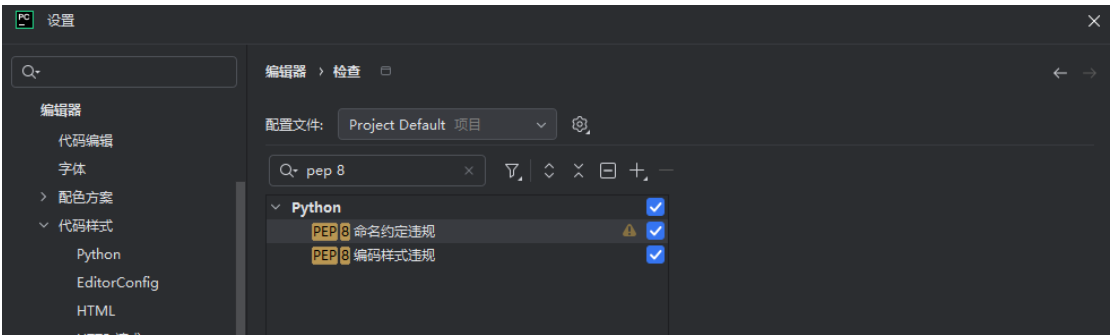 PC 设置
编辑器
代码编辑
字体
配色方案
代码样式
Python
EditorConfig
HTML
编辑器 › 检查
配置文件: Project Default 项目
pep 8
Python
PEP 8 命名约定违规
PEP 8 编码样式违规